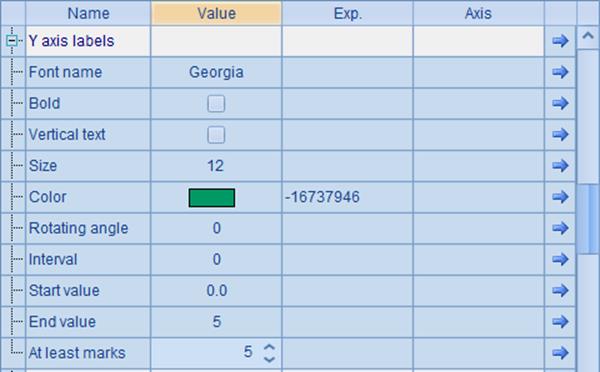 Name Value Exp. Axis
Y axis labels
Font name Georgia
Bold
Vertical text
Size 12
Color -16737946
Rotating angle 0
Interval 0
Start value 0.0
End value 5
At least marks 5